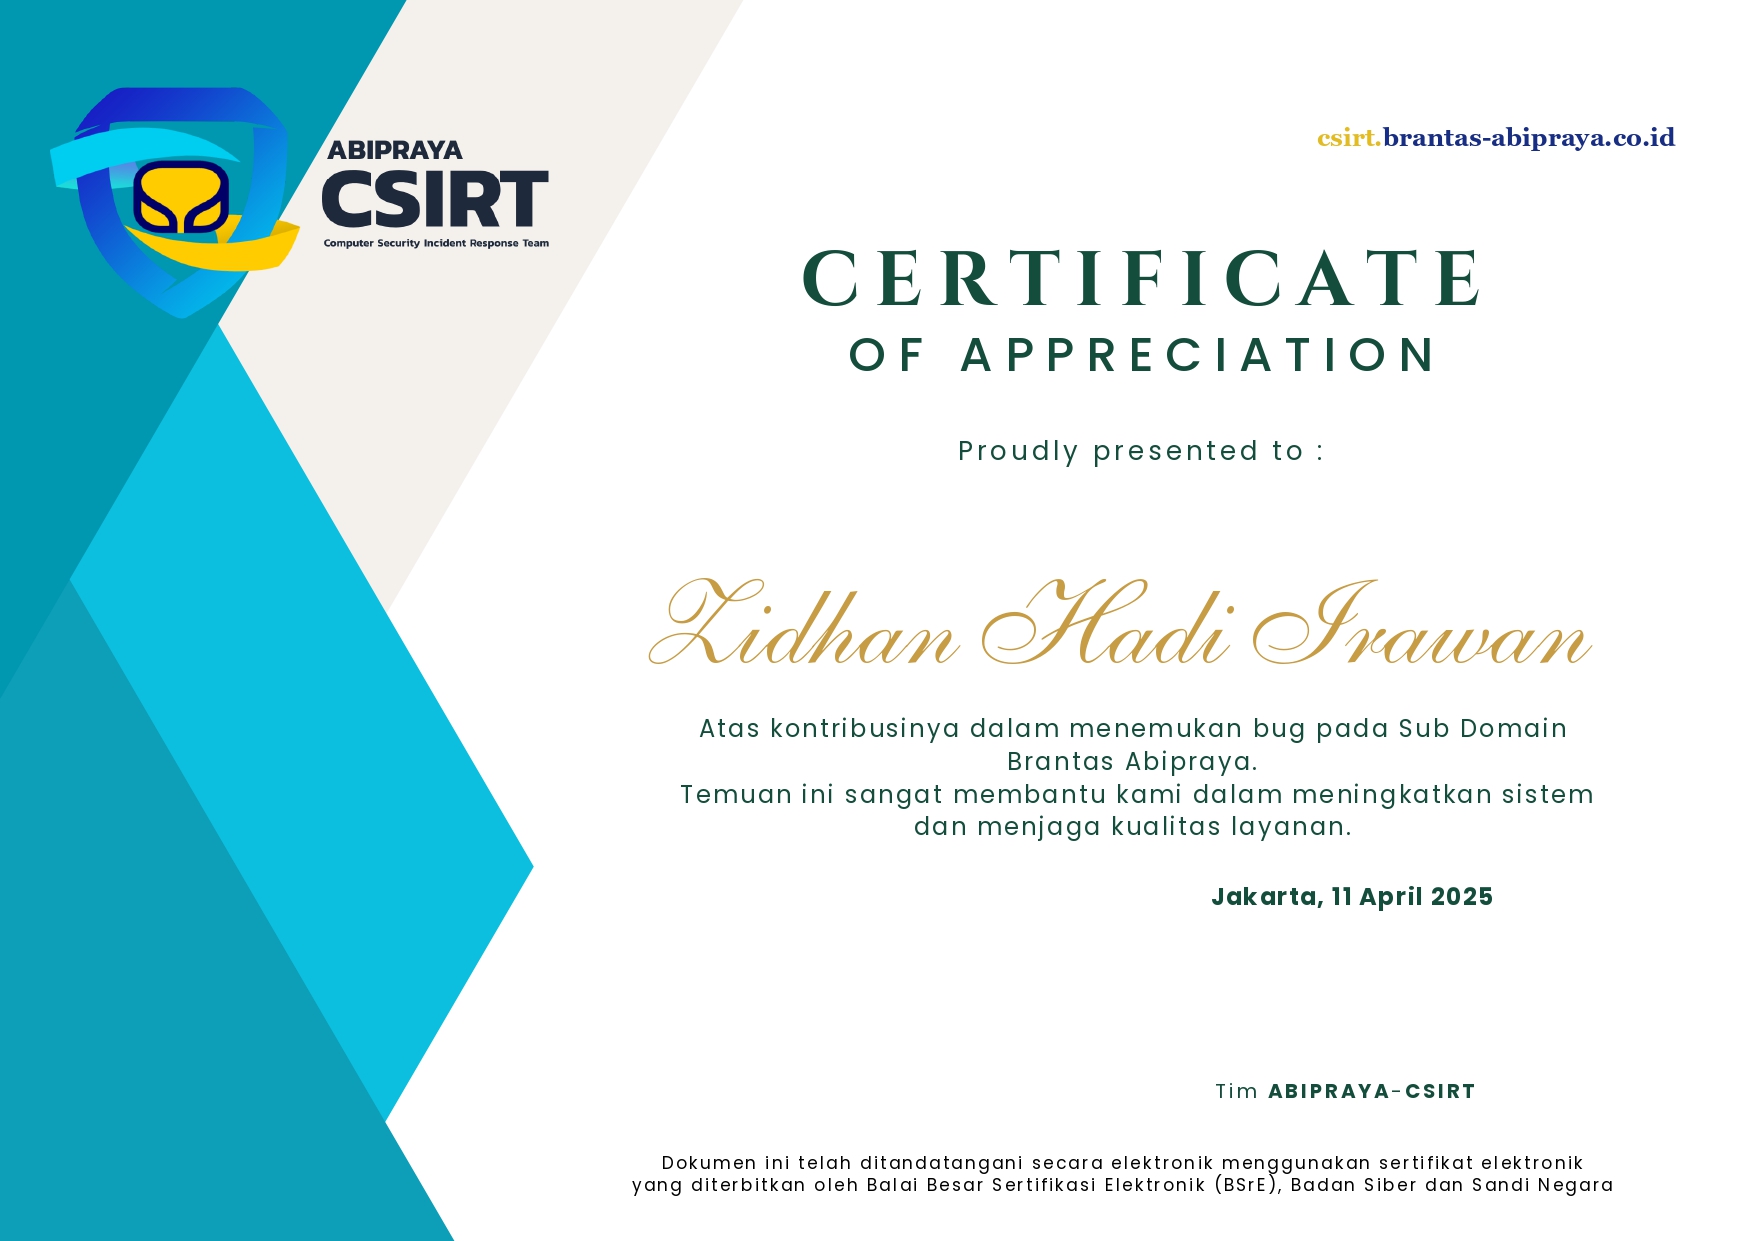 ABIPRAYA
CSIRT
Computer Security Incident Response Team
csirt.brantas-abipraya.co.id
CERTIFICATE
OF APPRECIATION
Proudly presented to :
Zidhan Hadi Irawan
Atas kontribusinya dalam menemukan bug pada Sub Domain
Brantas Abipraya.
Temuan ini sangat membantu kami dalam meningkatkan sistem
dan menjaga kualitas layanan.
Jakarta, 11 April 2025
Tim ABIPRAYA-CSIRT
Dokumen ini telah ditandatangani secara elektronik menggunakan sertifikat elektronik
yang diterbitkan oleh Balai Besar Sertifikasi Elektronik (BSrE), Badan Siber dan Sandi Negara